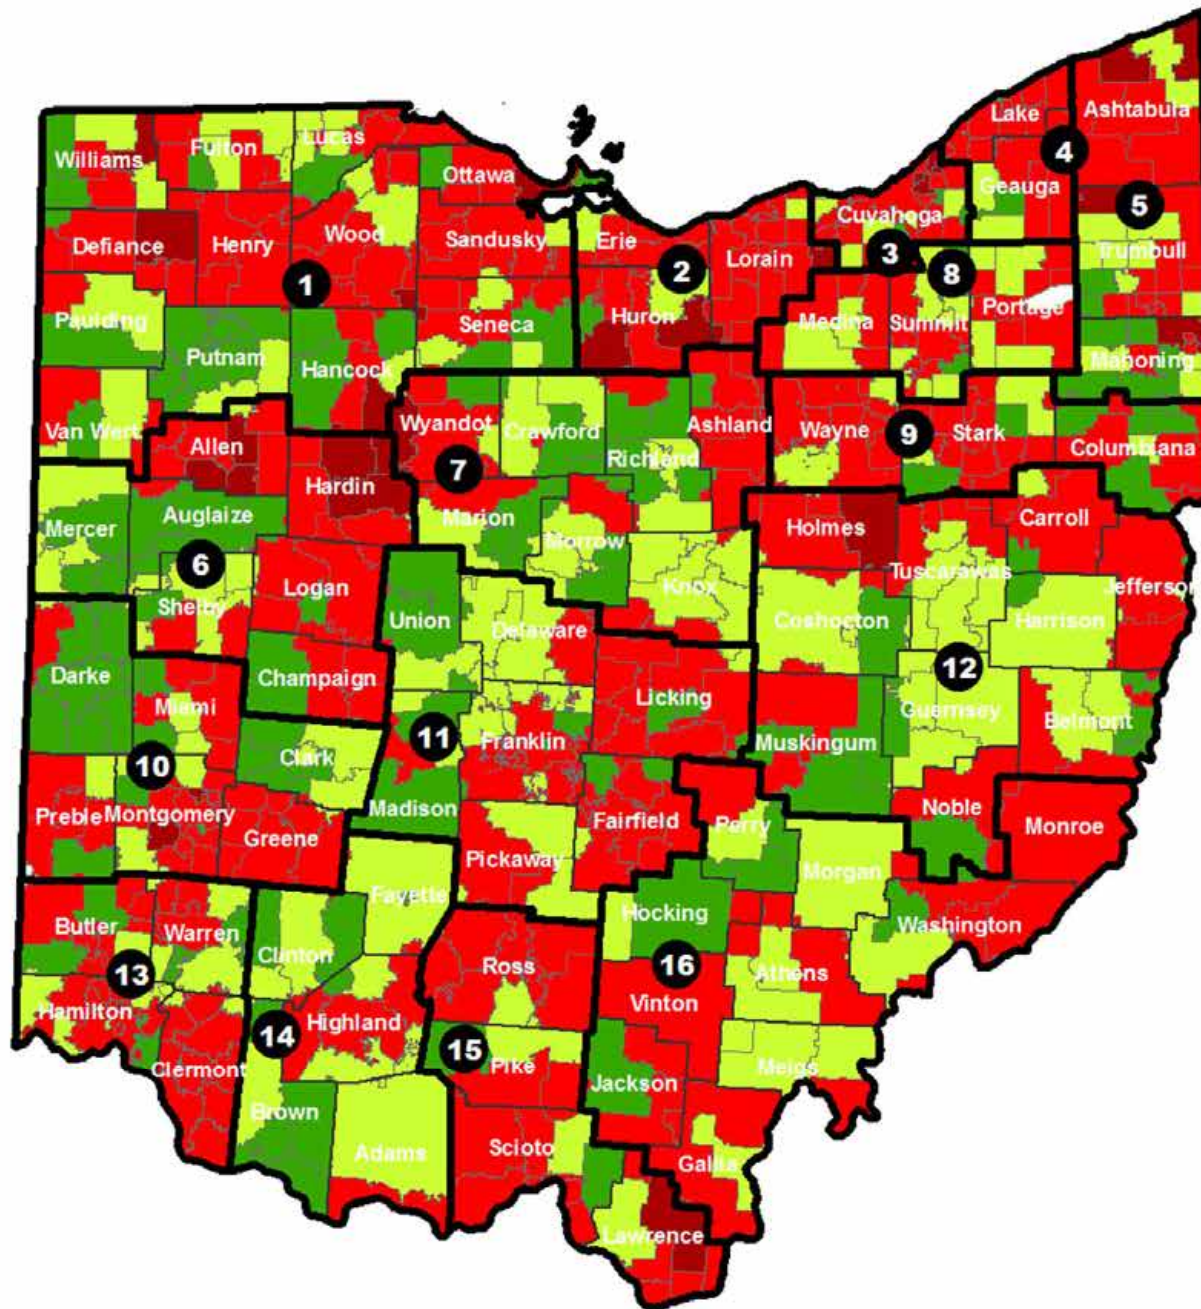 Lake
Ashtabula
4
Williams
Fulton
Lucas
Ottawa
Geauga
5
Cuyahoga
Defiance
Henry
Wood
Sandusky
Erie
2
Lorain
3
8
Trumbull
1
Paulding
Seneca
Huron
Medina
Summit
Portage
Putnam
Hancock
Mahoning
Van Wert
Allen
Wyandot
Crawford
Ashland
Wayne
9
Stark
Columbiana
7
Richland
Hardin
Mercer
Auglaize
Marion
Morrow
Holmes
Carroll
6
Logan
Knox
Tuscarawas
Jefferson
Shelby
Union
Delaware
Coshocton
Harrison
12
Darke
Champaign
Licking
Miami
11
Franklin
Guernsey
Belmont
Muskingum
10
Clark
Preble
Montgomery
Greene
Madison
Fairfield
Perry
Noble
Monroe
Pickaway
Morgan
Fayette
Hocking
Washington
Butler
Warren
Clinton
Ross
16
Athens
13
Hamilton
Vinton
14
Highland
15
Pike
Clermont
Jackson
Meigs
Brown
Adams
Scioto
Gallia
Lawrence